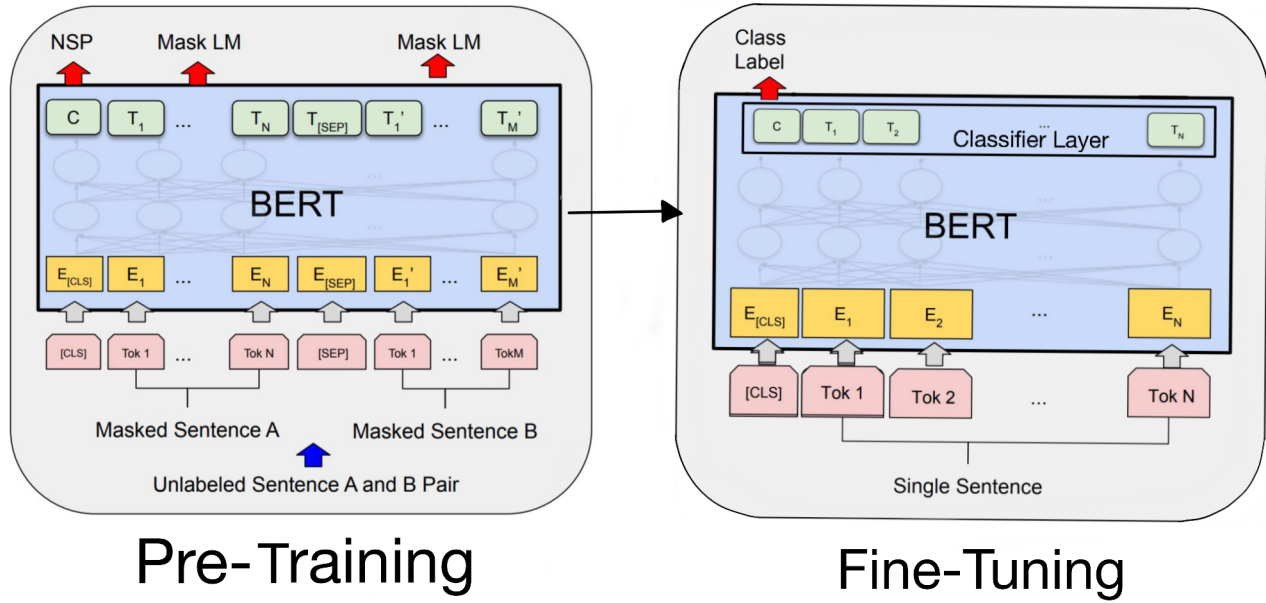 NSP Mask LM Mask LM
C T1 ... TN T[SEP] T1' ... TM'
...
BERT
...
E[CLS] E1 ... EN E[SEP] E1' ... EM'
[CLS] Tok 1 ... Tok N [SEP] Tok 1 ... TokM
Masked Sentence A Masked Sentence B
Unlabeled Sentence A and B Pair
Pre-Training
Class
Label
C T1 T2 ... TN
Classifier Layer
...
BERT
...
E[CLS] E1 E2 ... EN
[CLS] Tok 1 Tok 2 ... Tok N
Single Sentence
Fine-Tuning